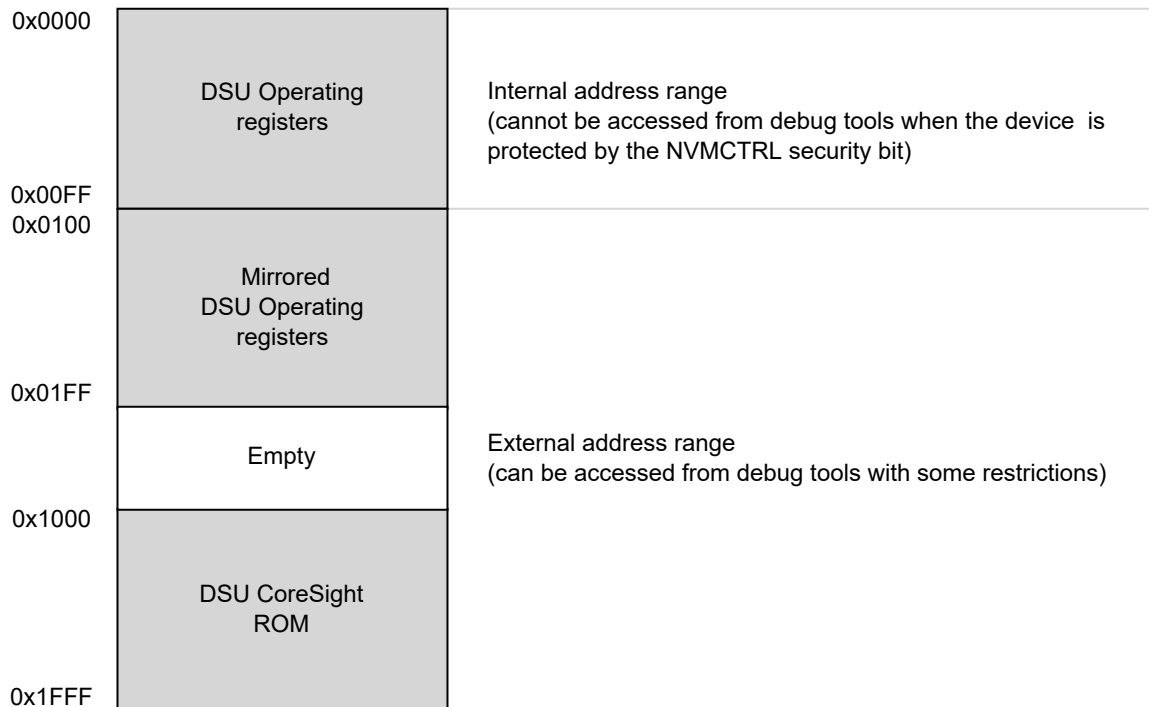 0x0000
DSU Operating
registers
Internal address range
(cannot be accessed from debug tools when the device is
protected by the NVMCTRL security bit)
0x00FF
0x0100
Mirrored
DSU Operating
registers
0x01FF
Empty
External address range
(can be accessed from debug tools with some restrictions)
0x1000
DSU CoreSight
ROM
0x1FFF